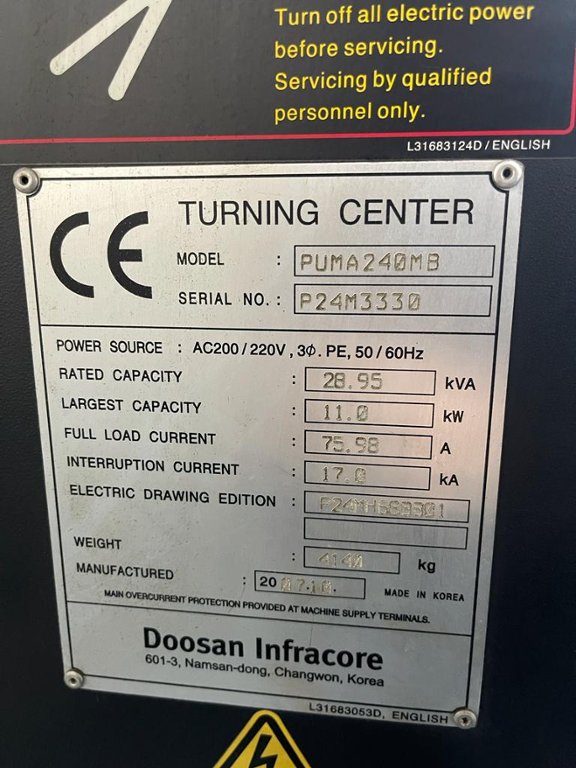 Turn off all electric power
before servicing.
Servicing by qualified
personnel only.
L31683124D / ENGLISH
CE TURNING CENTER
MODEL : PUMA240MB
SERIAL NO. : P24M3330
POWER SOURCE : AC200 / 220V , 3Φ. PE, 50 / 60Hz
RATED CAPACITY : 28.95 kVA
LARGEST CAPACITY : 11.0 kW
FULL LOAD CURRENT : 75.98 A
INTERRUPTION CURRENT : 17.0 kA
ELECTRIC DRAWING EDITION :
WEIGHT : 4140 kg
MANUFACTURED : 2007.10. MADE IN KOREA
MAIN OVERCURRENT PROTECTION PROVIDED AT MACHINE SUPPLY TERMINALS.
Doosan Infracore
601-3, Namsan-dong, Changwon, Korea
L31683053D, ENGLISH